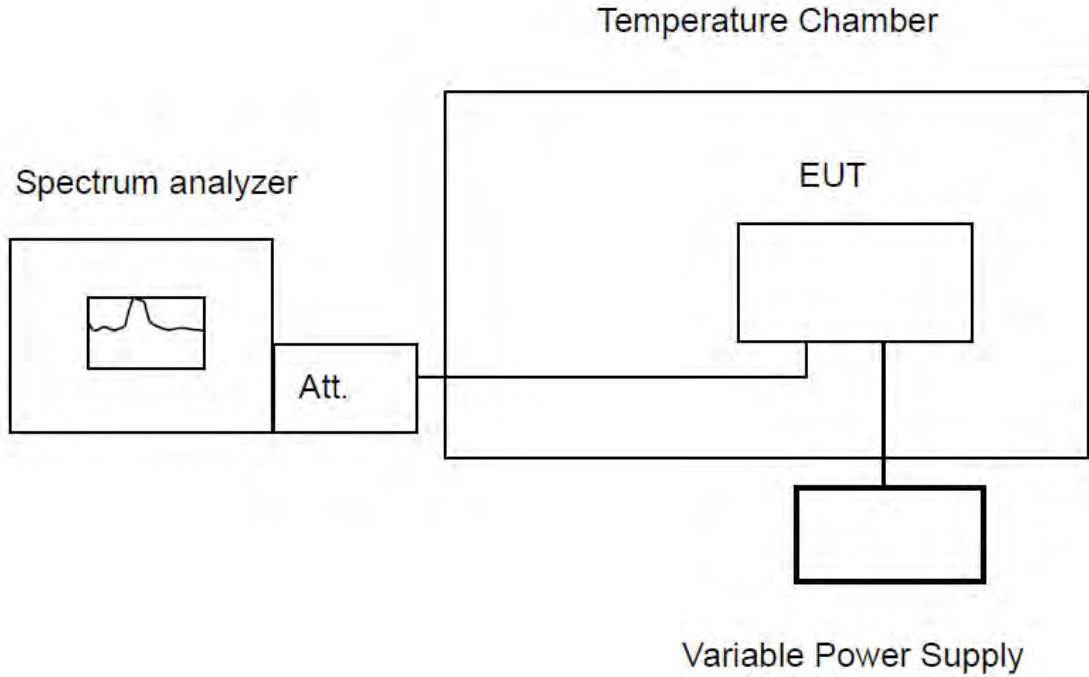 Temperature Chamber
Spectrum analyzer
EUT
Att.
Variable Power Supply